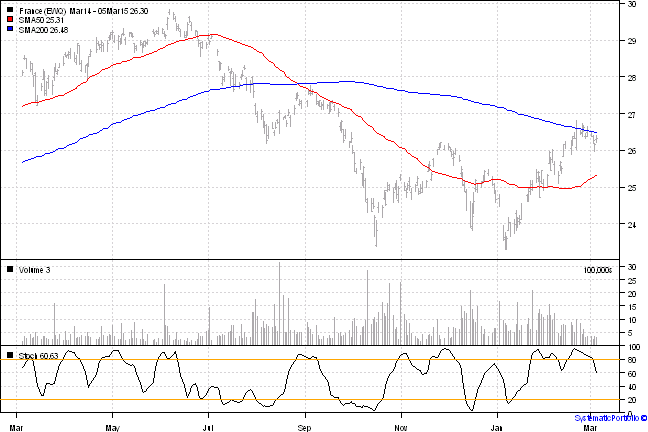 France (EWQ) Mar14 - 05Mar15 26.30
SMA50 25.31
SMA200 26.48
30
29
28
27
26
25
24
Volume 3
100,000s
30
25
20
15
10
5
Stoch 60.63
100
80
60
40
20
0
Mar May Jul Sep Nov Jan Mar
SystematicPortfolio ©